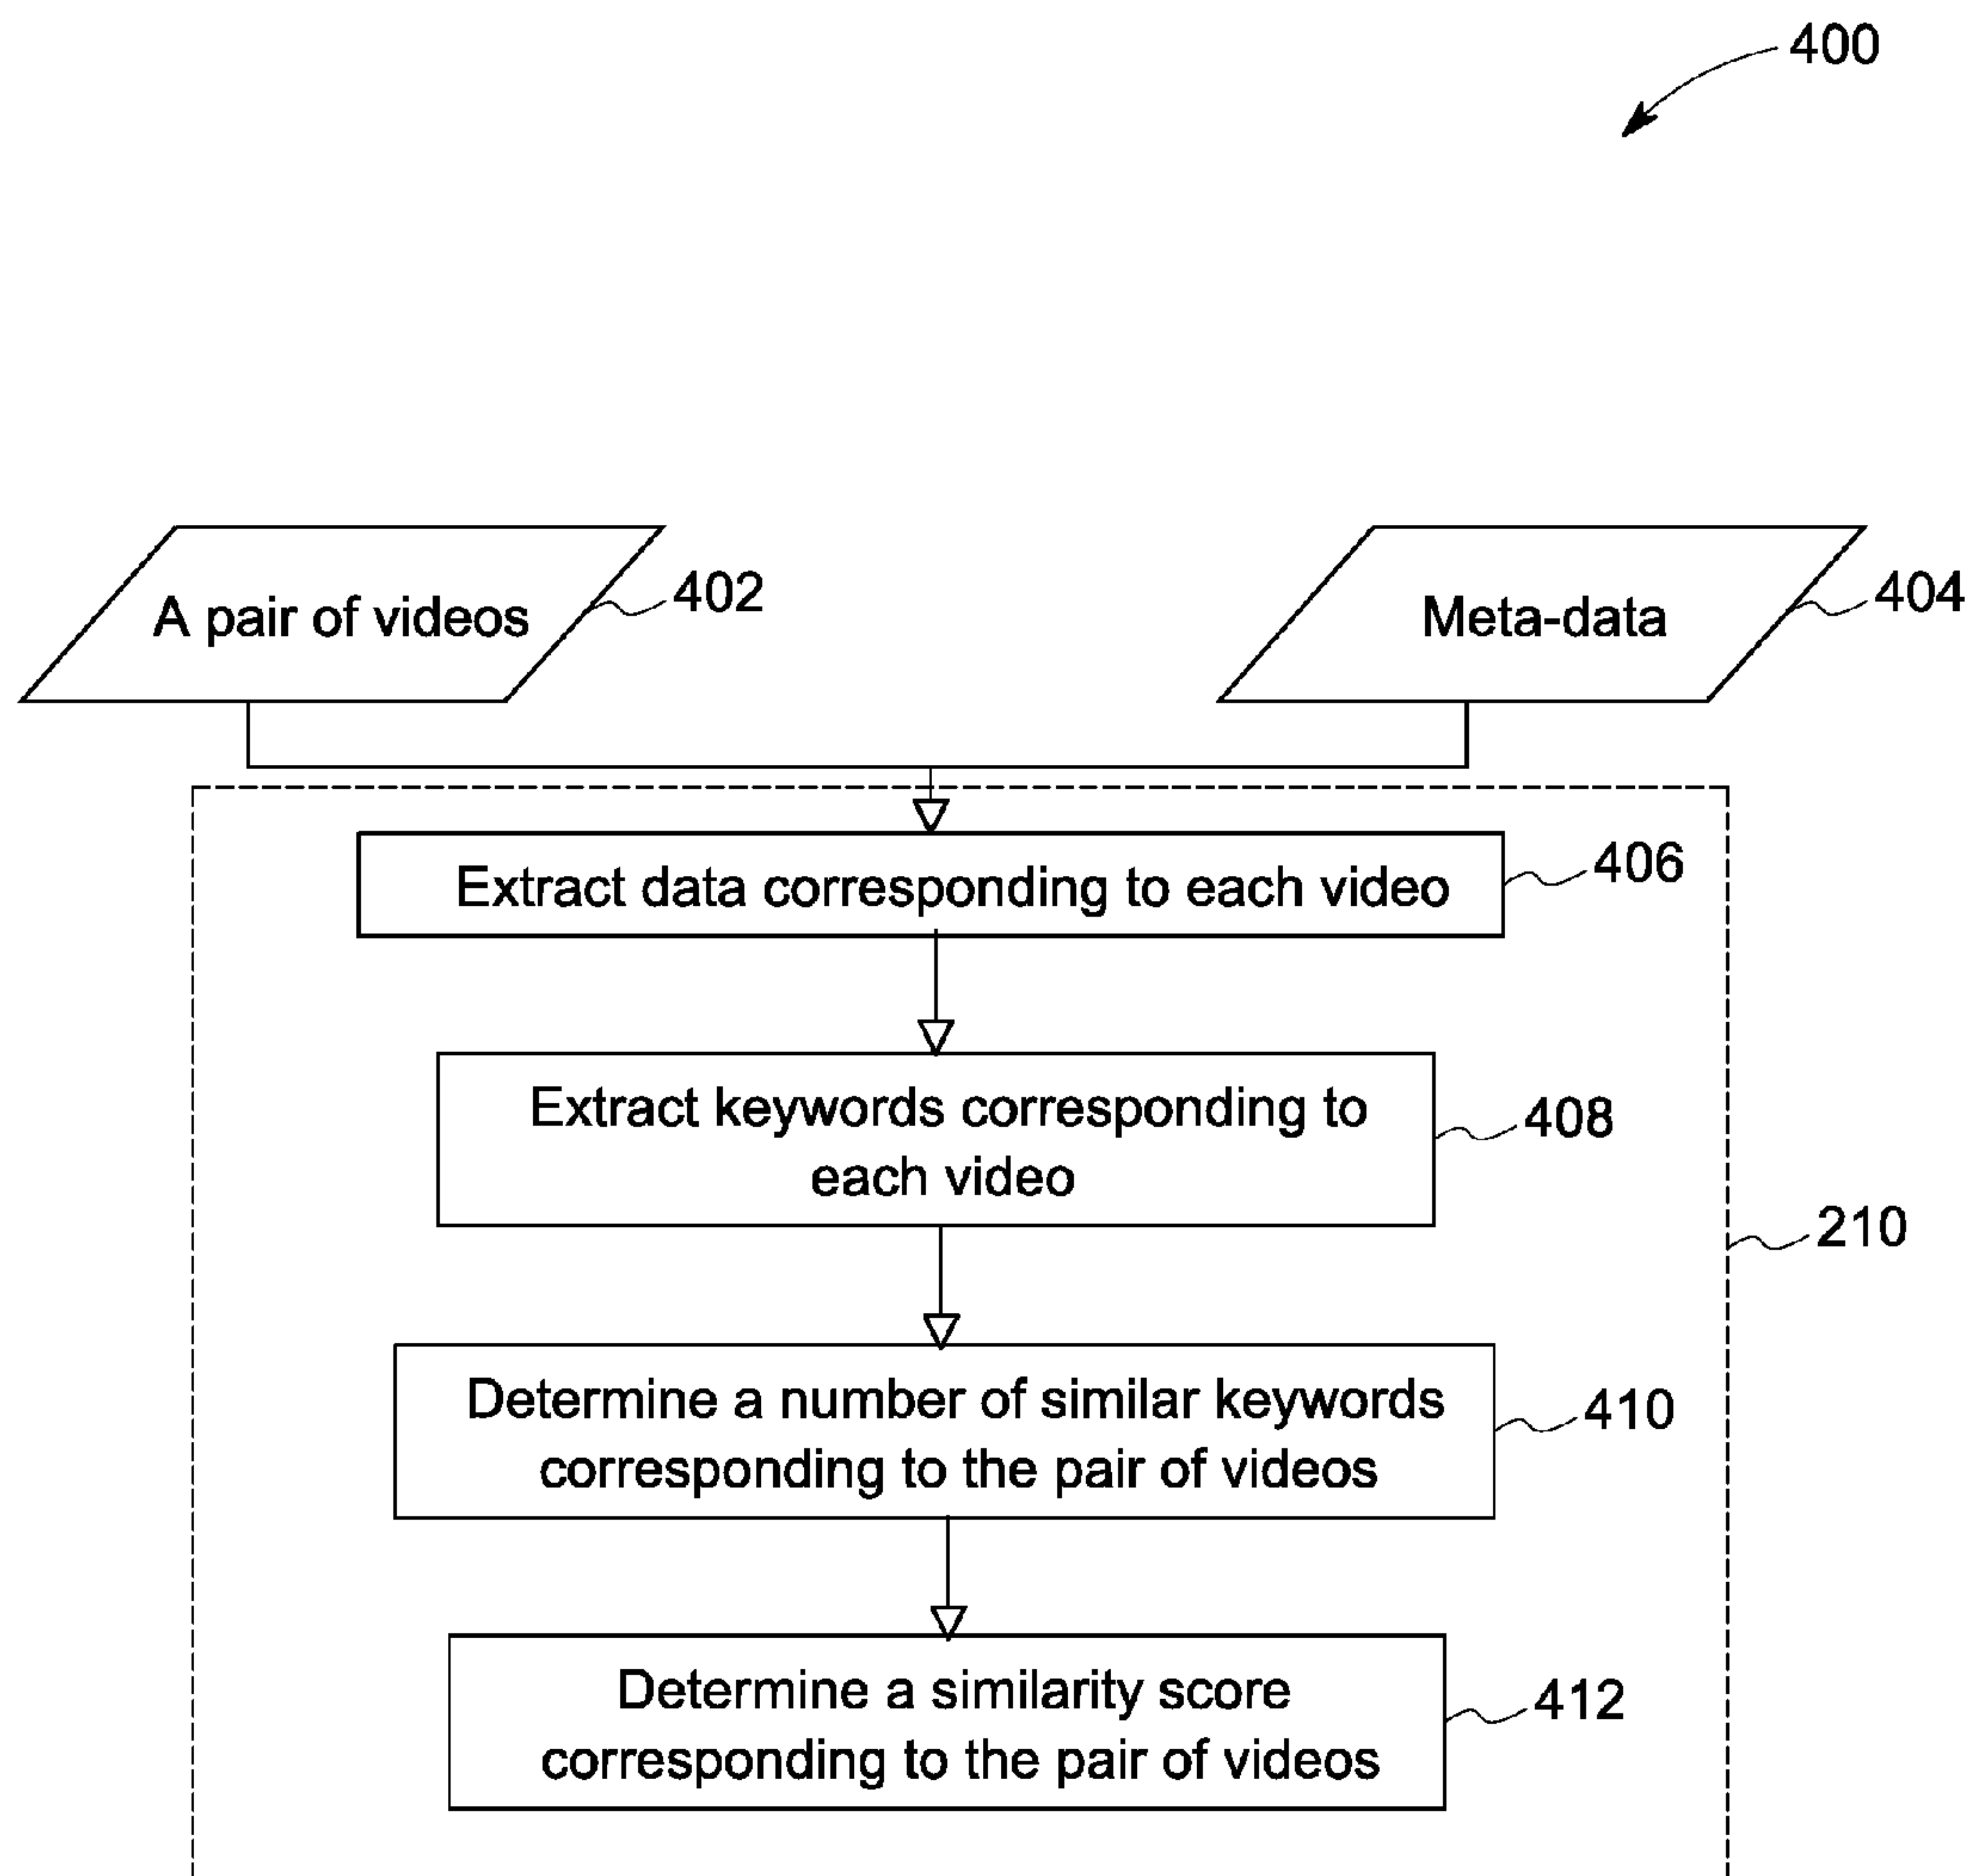 400
A pair of videos
402
Meta-data
404
Extract data corresponding to each video
406
Extract keywords corresponding to
each video
408
210
Determine a number of similar keywords
corresponding to the pair of videos
410
Determine a similarity score
corresponding to the pair of videos
412